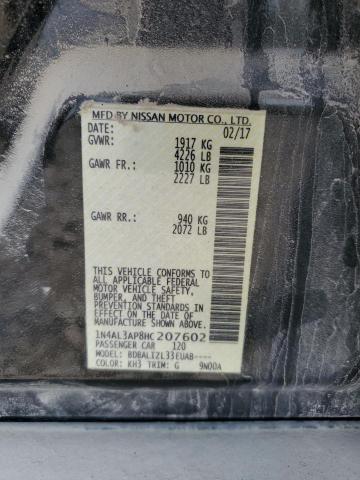 MFD BY NISSAN MOTOR CO., LTD.
DATE: 02/17
GVWR: 1917 KG
4226 LB
GAWR FR: 1010 KG
2227 LB
GAWR RR: 940 KG
2072 LB
THIS VEHICLE CONFORMS TO
ALL APPLICABLE FEDERAL
MOTOR VEHICLE SAFETY,
BUMPER, AND THEFT
PREVENTION STANDARDS IN
EFFECT ON THE DATE OF
MANUFACTURE SHOWN ABOVE.
1N4AL3AP8HC207602
PASSENGER CAR 120
MODEL: BDBALIZL33EUAB----
COLOR: KH3 TRIM: G 9N00A